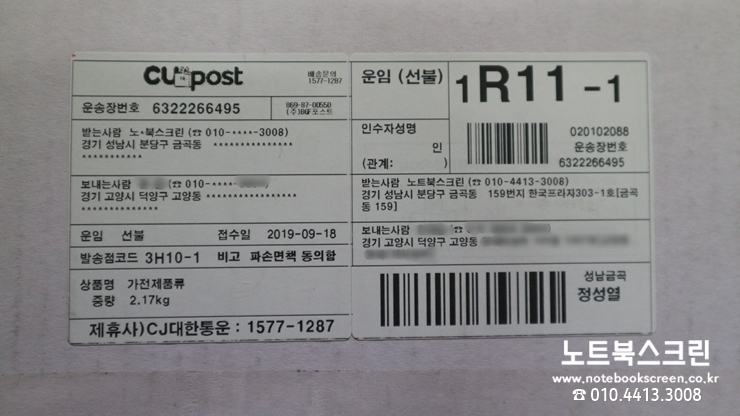 CUpost
배송문의
1577-1287
운송장번호 6322266495
869-87-00550
(주)BGF포스트
받는사람 노*북스크린 (☎ 010-****-3008)
경기 성남시 분당구 금곡동 ***************
***********
보내는사람 (☎ 010-****-
경기 고양시 덕양구 고양동 *****************
**************
운임 선불 접수일 2019-09-18
발송점코드 3H10-1 비고 파손면책 동의함
상품명 가전제품류
중량 2.17kg
제휴사)CJ대한통운 : 1577-1287
운임 (선불)
1R11-1
인수자성명
인
(관계: )
020102088
운송장번호
6322266495
받는사람 노트북스크린 (☎ 010-4413-3008)
경기 성남시 분당구 금곡동 159번지 한국프라자303-1호[금곡
동 159]
보내는사람 (☎
경기 고양시 덕양구 고양동
성남금곡
정성열
노트북스크린
www.notebookscreen.co.kr
☎ 010.4413.3008